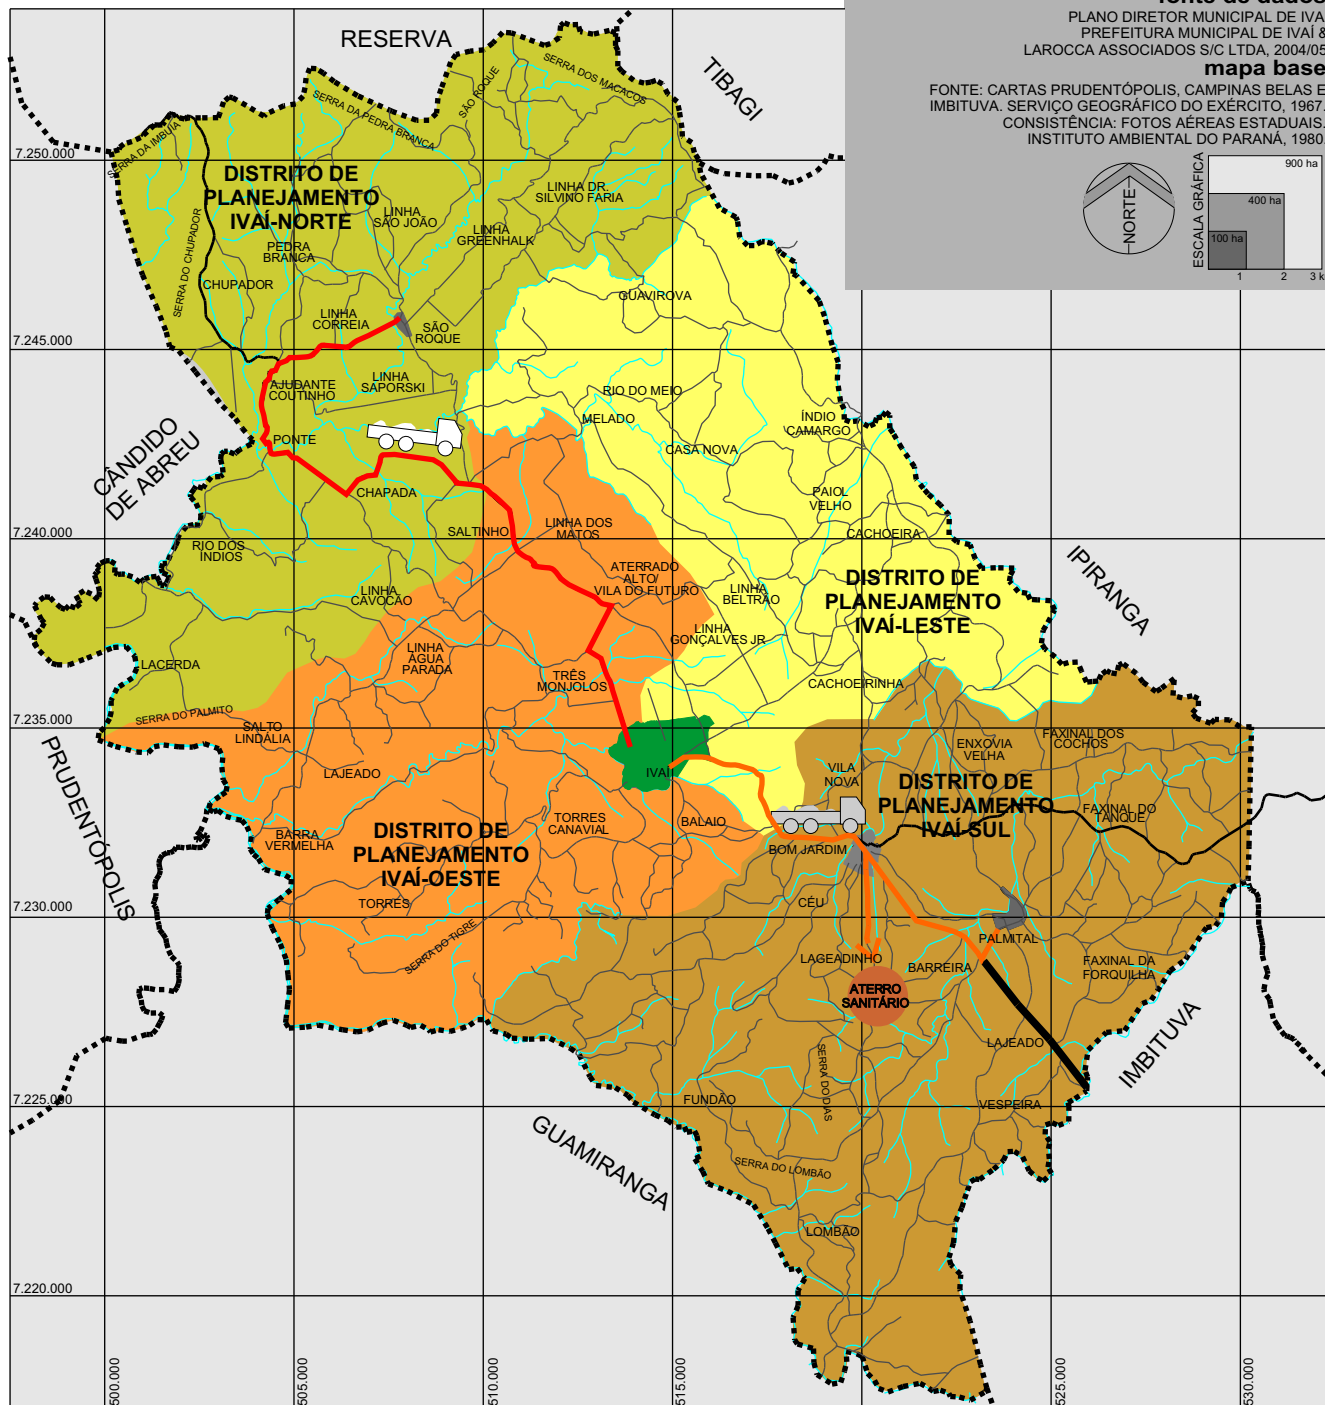 fonte de dados
PLANO DIRETOR MUNICIPAL DE IVAÍ
PREFEITURA MUNICIPAL DE IVAÍ &
LAROCCA ASSOCIADOS S/C LTDA, 2004/05
mapa base
FONTE: CARTAS PRUDENTÓPOLIS, CAMPINAS BELAS E
IMBITUVA. SERVIÇO GEOGRÁFICO DO EXÉRCITO, 1967.
CONSISTÊNCIA: FOTOS AÉREAS ESTADUAIS.
INSTITUTO AMBIENTAL DO PARANÁ, 1980.
NORTE
ESCALA GRÁFICA
900 ha
400 ha
100 ha
1
2
3 k
RESERVA
TIBAGI
SERRA DOS MACACOS
SÃO ROQUE
SERRA DA PEDRA BRANCA
SERRA DA IMBUIA
7.250.000
DISTRITO DE
PLANEJAMENTO
IVAÍ-NORTE
LINHA DR.
SILVINO FARIA
LINHA
SÃO JOÃO
LINHA
GREENHALK
PEDRA
BRANCA
SERRA DO CHUPADOR
CHUPADOR
GUAVIROVA
LINHA
CORREIA
SÃO
ROQUE
7.245.000
AJUDANTE
COUTINHO
LINHA
SAPORSKI
RIO DO MEIO
MELADO
ÍNDIO
CAMARGO
PONTE
CASA NOVA
CÂNDIDO
DE ABREU
CHAPADA
PAIOL
VELHO
SALTINHO
LINHA DOS
MATOS
CACHOEIRA
7.240.000
RIO DOS
ÍNDIOS
IPIRANGA
ATERRADO
ALTO/
VILA DO FUTURO
DISTRITO DE
PLANEJAMENTO
IVAÍ-LESTE
LINHA
CAVOCÃO
LINHA
BELTRÃO
LINHA
GONÇALVES JR
LACERDA
LINHA
ÁGUA
PARADA
TRÊS
MONJOLOS
CACHOEIRINHA
SERRA DO PALMITO
7.235.000
SALTO
LINDÁLIA
FAXINAL DOS
COCHOS
ENXOVIA
VELHA
PRUDENTÓPOLIS
LAJEADO
IVAÍ
VILA
NOVA
DISTRITO DE
PLANEJAMENTO
IVAÍ-SUL
FAXINAL DO
TANQUE
BARRA
VERMELHA
DISTRITO DE
PLANEJAMENTO
IVAÍ-OESTE
TORRES
CANAVIAL
BALAIO
BOM JARDIM
TORRES
CÉU
7.230.000
SERRA DO TIGRE
PALMITAL
LAGEADINHO
BARREIRA
FAXINAL DA
FORQUILHA
ATERRO
SANITÁRIO
LAJEADO
IMBITUVA
SERRA DO DIAS
FUNDÃO
VESPEIRA
7.225.000
GUAMIRANGA
SERRA DO LOMBÃO
LOMBÃO
7.220.000
500.000
505.000
510.000
515.000
525.000
530.000